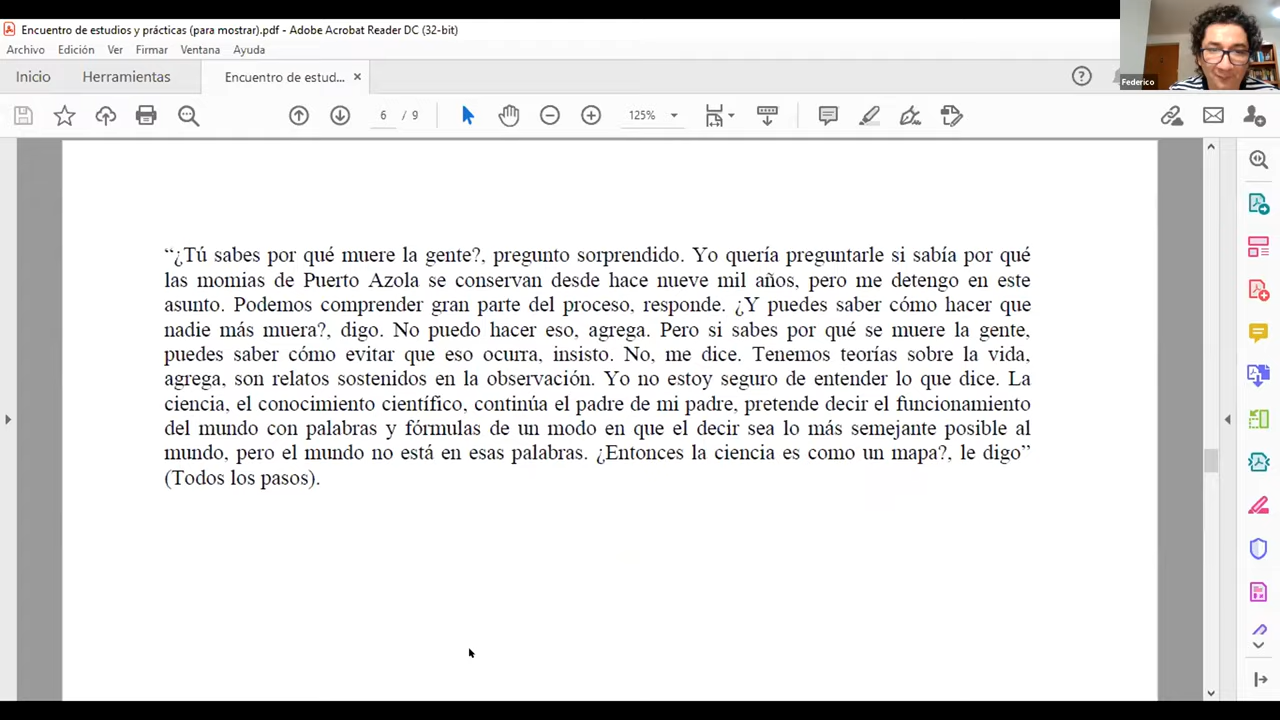 Encuentro de estudios y prácticas (para mostrar).pdf - Adobe Acrobat Reader DC (32-bit)
Archivo Edición Ver Firmar Ventana Ayuda
Inicio Herramientas Encuentro de estud... ×
6 / 9 125%
Federico
“¿Tú sabes por qué muere la gente?, pregunto sorprendido. Yo quería preguntarle si sabía por qué
las momias de Puerto Azola se conservan desde hace nueve mil años, pero me detengo en este
asunto. Podemos comprender gran parte del proceso, responde. ¿Y puedes saber cómo hacer que
nadie más muera?, digo. No puedo hacer eso, agrega. Pero si sabes por qué se muere la gente,
puedes saber cómo evitar que eso ocurra, insisto. No, me dice. Tenemos teorías sobre la vida,
agrega, son relatos sostenidos en la observación. Yo no estoy seguro de entender lo que dice. La
ciencia, el conocimiento científico, continúa el padre de mi padre, pretende decir el funcionamiento
del mundo con palabras y fórmulas de un modo en que el decir sea lo más semejante posible al
mundo, pero el mundo no está en esas palabras. ¿Entonces la ciencia es como un mapa?, le digo”
(Todos los pasos).